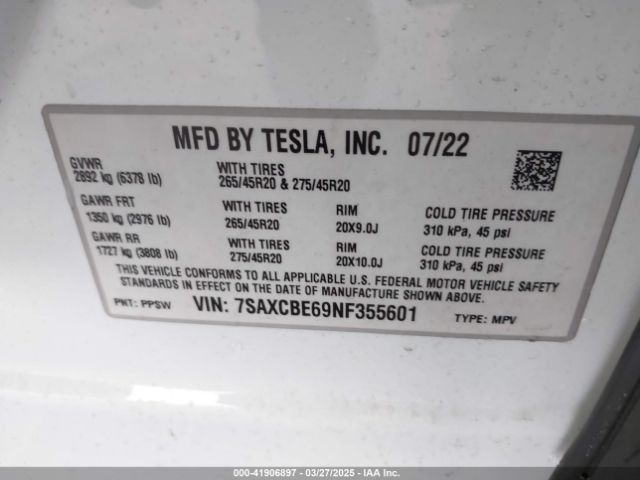 MFD BY TESLA, INC. 07/22
GVWR
2892 kg (6378 lb)
WITH TIRES
265/45R20 & 275/45R20
GAWR FRT
1350 kg (2976 lb)
WITH TIRES
265/45R20
RIM
20X9.0J
COLD TIRE PRESSURE
310 kPa, 45 psi
GAWR RR
1727 kg (3808 lb)
WITH TIRES
275/45R20
RIM
20X10.0J
COLD TIRE PRESSURE
310 kPa, 45 psi
THIS VEHICLE CONFORMS TO ALL APPLICABLE U.S. FEDERAL MOTOR VEHICLE SAFETY
STANDARDS IN EFFECT ON THE DATE OF MANUFACTURE SHOWN ABOVE.
PNT: PPSW VIN: 7SAXCBE69NF355601 TYPE: MPV
© - 41906897 - 03/27/2025 - IAAI.COM